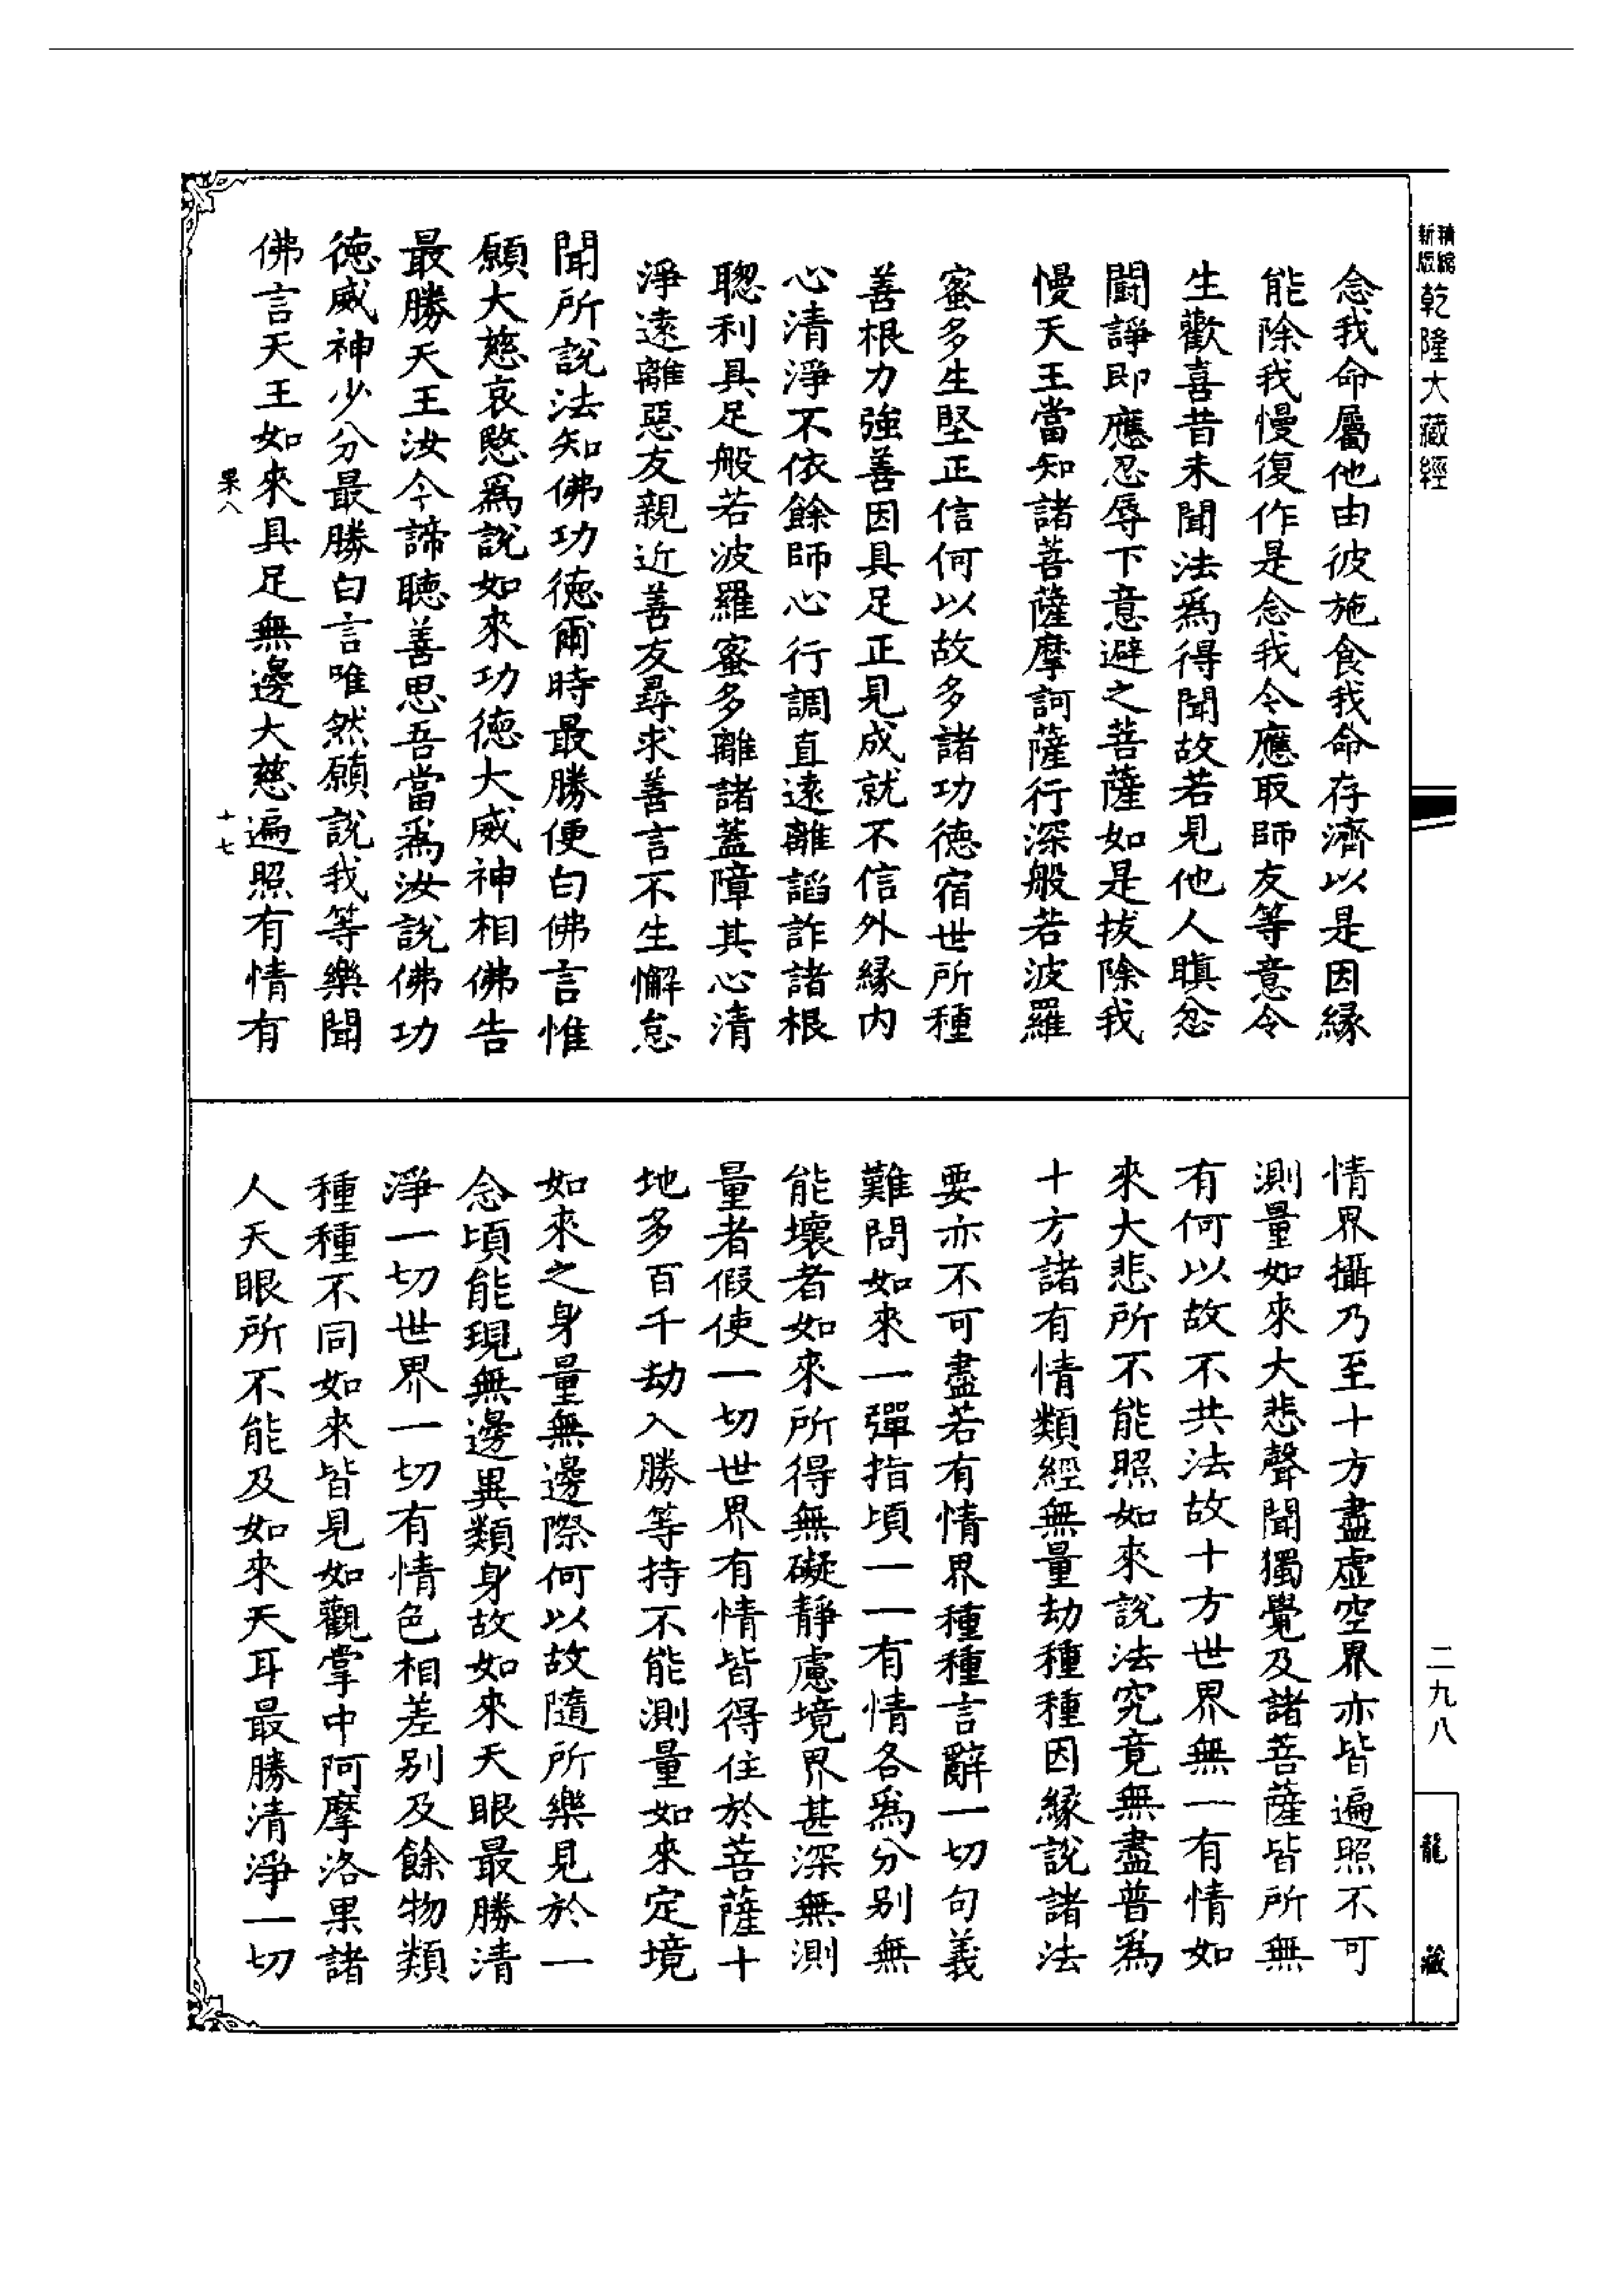 精縮新版乾隆大藏經
二九八
龍藏
念我命屬他由彼施食我命存濟以是因緣
能除我慢復作是念我令應取師友等意令
生歡喜昔未聞法爲得聞故若見他人瞋忿
鬬諍即應忍辱下意避之菩薩如是拔除我
慢天王當知諸菩薩摩訶薩行深般若波羅
蜜多生堅正信何以故多諸功德宿世所種
善根力強善因具足正見成就不信外緣内
心清淨不依餘師心行調直遠離諂詐諸根
聰利具足般若波羅蜜多離諸蓋障其心清
淨遠離惡友親近善友尋求善言不生懈怠
聞所說法知佛功德爾時最勝便白佛言惟
願大慈哀愍爲說如來功德大威神相佛告
最勝天王汝今諦聽善思吾當爲汝說佛功
德威神少分最勝白言唯然願說我等樂聞
佛言天王如來具足無邊大慈遍照有情有
杲八 十七
情界攝乃至十方盡虛空界亦皆遍照不可
測量如來大悲聲聞獨覺及諸菩薩皆所無
有何以故不共法故十方世界無一有情如
來大悲所不能照如來說法究竟無盡普爲
十方諸有情類經無量劫種種因緣說諸法
要亦不可盡若有情界種種言辭一切句義
難問如來一彈指頃一一有情各爲分别無
能壞者如來所得無礙靜慮境界甚深無測
量者假使一切世界有情皆得住於菩薩十
地多百千劫入勝等持不能測量如來定境
如來之身量無邊際何以故隨所樂見於一
念頃能現無邊異類身故如來天眼最勝清
淨一切世界一切有情色相差别及餘物類
種種不同如來皆見如觀掌中阿摩洛果諸
人天眼所不能及如來天耳最勝清淨一切